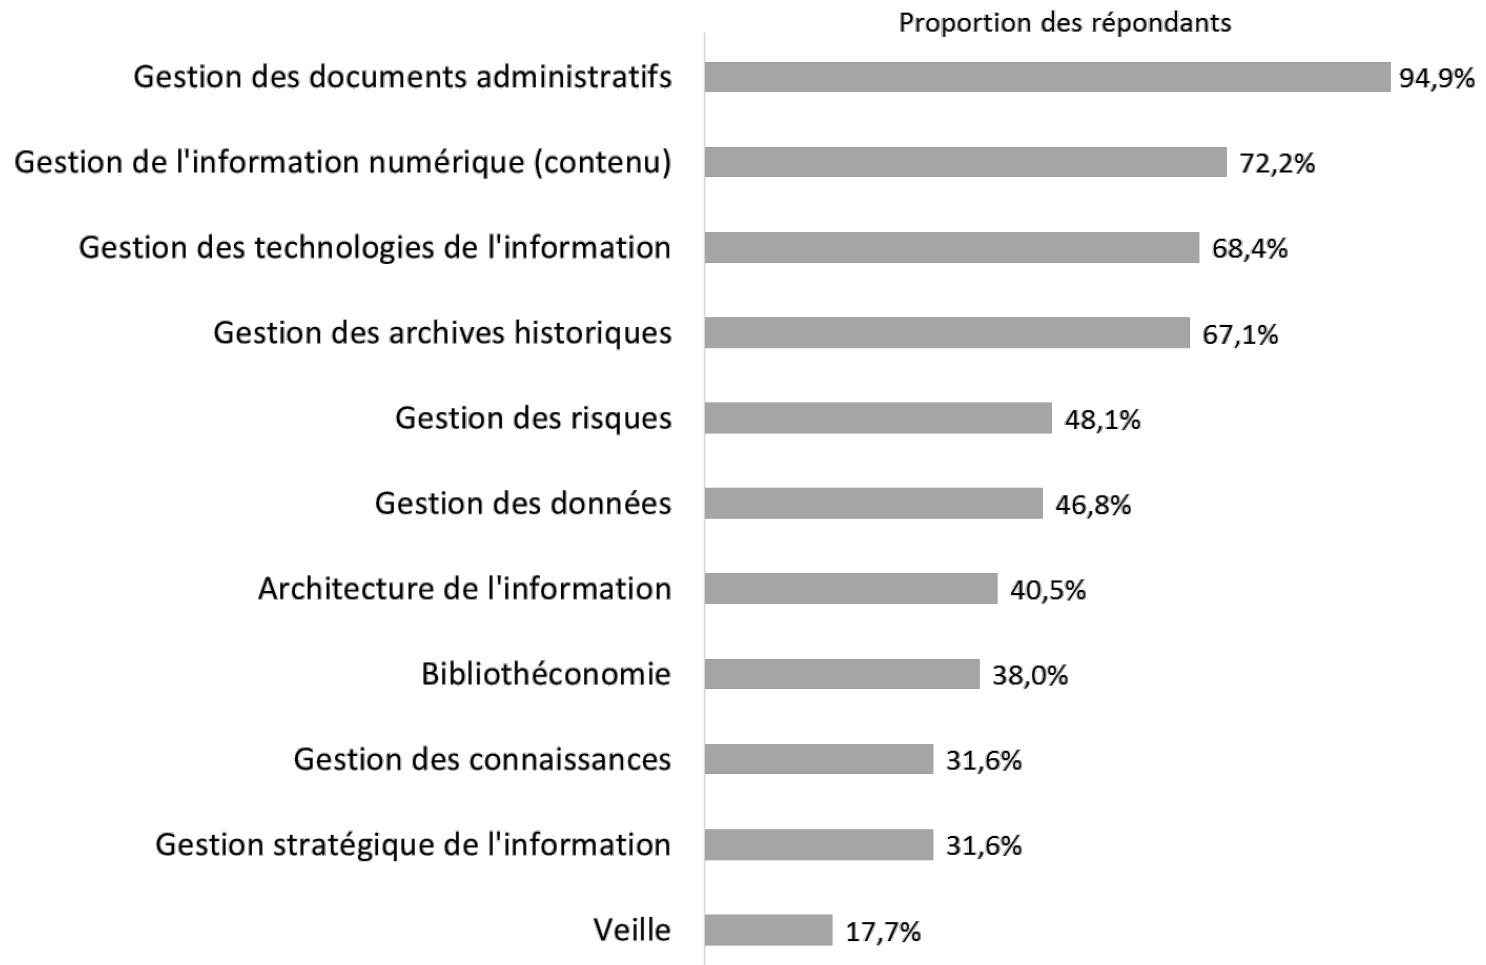 Proportion des répondants
Gestion des documents administratifs 94,9%
Gestion de l'information numérique (contenu) 72,2%
Gestion des technologies de l'information 68,4%
Gestion des archives historiques 67,1%
Gestion des risques 48,1%
Gestion des données 46,8%
Architecture de l'information 40,5%
Bibliothéconomie 38,0%
Gestion des connaissances 31,6%
Gestion stratégique de l'information 31,6%
Veille 17,7%